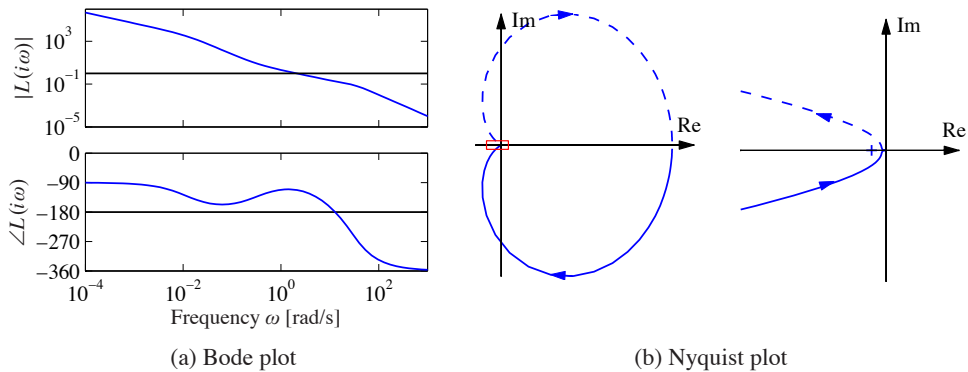 |L(iω)|
10^3
10^−1
10^−5
∠L(iω)
0
−90
−180
−270
−360
10^−4
10^−2
10^0
10^2
Frequency ω [rad/s]
(a) Bode plot
Im
Re
Im
Re
(b) Nyquist plot